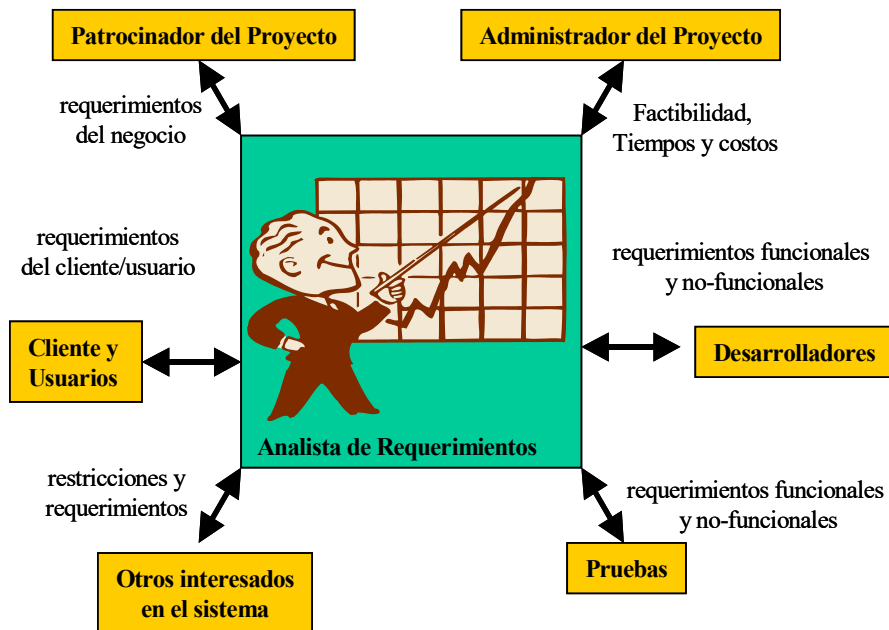 Patrocinador del Proyecto
Administrador del Proyecto
requerimientos
del negocio
Factibilidad,
Tiempos y costos
requerimientos
del cliente/usuario
requerimientos funcionales
y no-funcionales
Cliente y
Usuarios
Desarrolladores
Analista de Requerimientos
restricciones y
requerimientos
requerimientos funcionales
y no-funcionales
Otros interesados
en el sistema
Pruebas